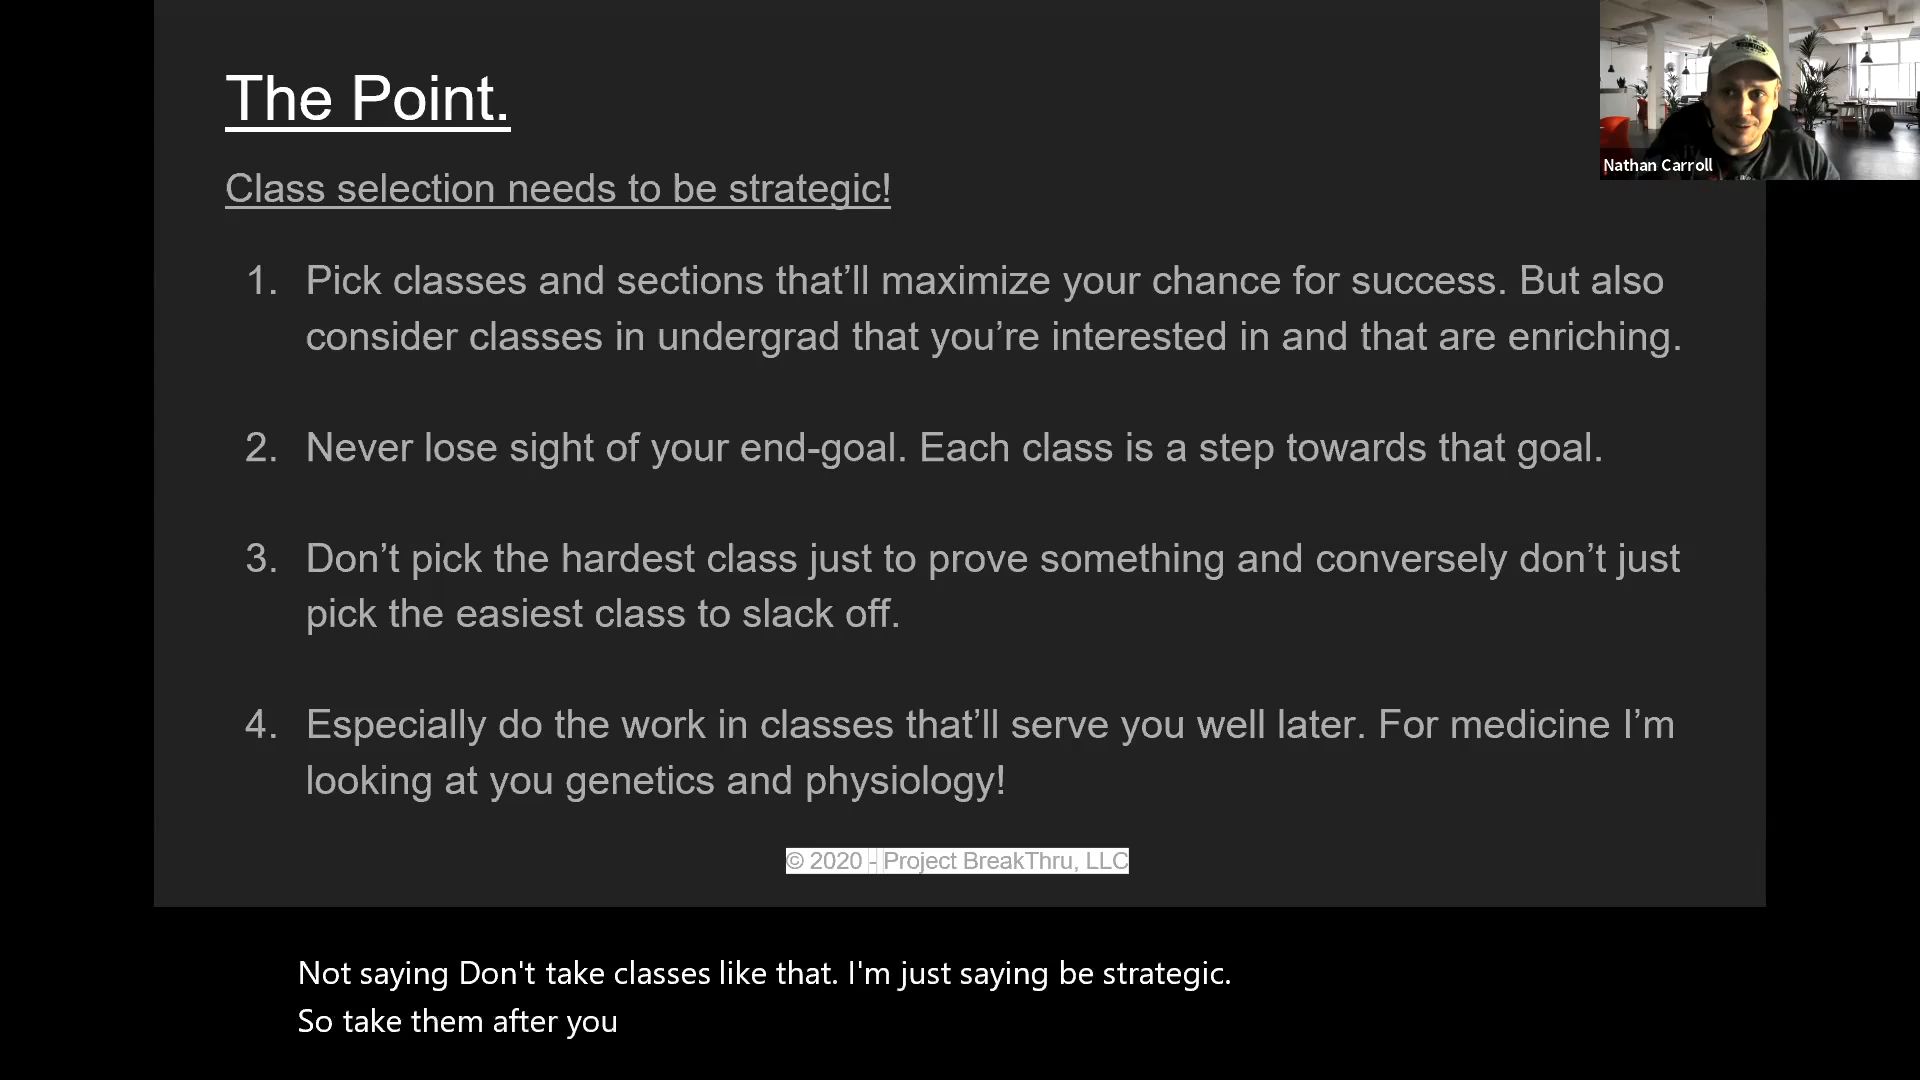 The Point.
Class selection needs to be strategic!
1. Pick classes and sections that’ll maximize your chance for success. But also
consider classes in undergrad that you’re interested in and that are enriching.
2. Never lose sight of your end-goal. Each class is a step towards that goal.
3. Don’t pick the hardest class just to prove something and conversely don’t just
pick the easiest class to slack off.
4. Especially do the work in classes that’ll serve you well later. For medicine I’m
looking at you genetics and physiology!
© 2020 - Project BreakThru, LLC
Nathan Carroll
Not saying Don't take classes like that. I'm just saying be strategic.
So take them after you